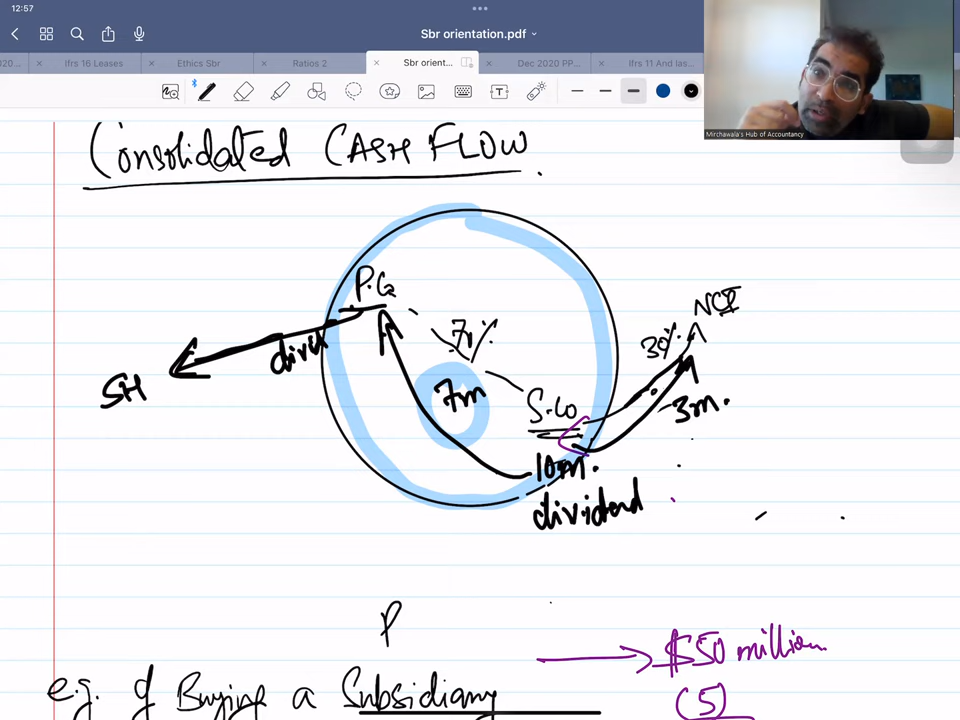 12:57
Sbr orientation.pdf
2020 ...
Ifrs 16 Leases
Ethics Sbr
Ratios 2
Sbr orient...
Dec 2020 PP...
Ifrs 11 And las...
Mirchawala's Hub of Accountancy
Consolidated CASH FLOW.
P.Co
NCI
70%
30%
divd
SH
7m
S.Co
3m.
10m.
dividend
P
$50 million
e.g. of Buying a Subsidiary
(5)